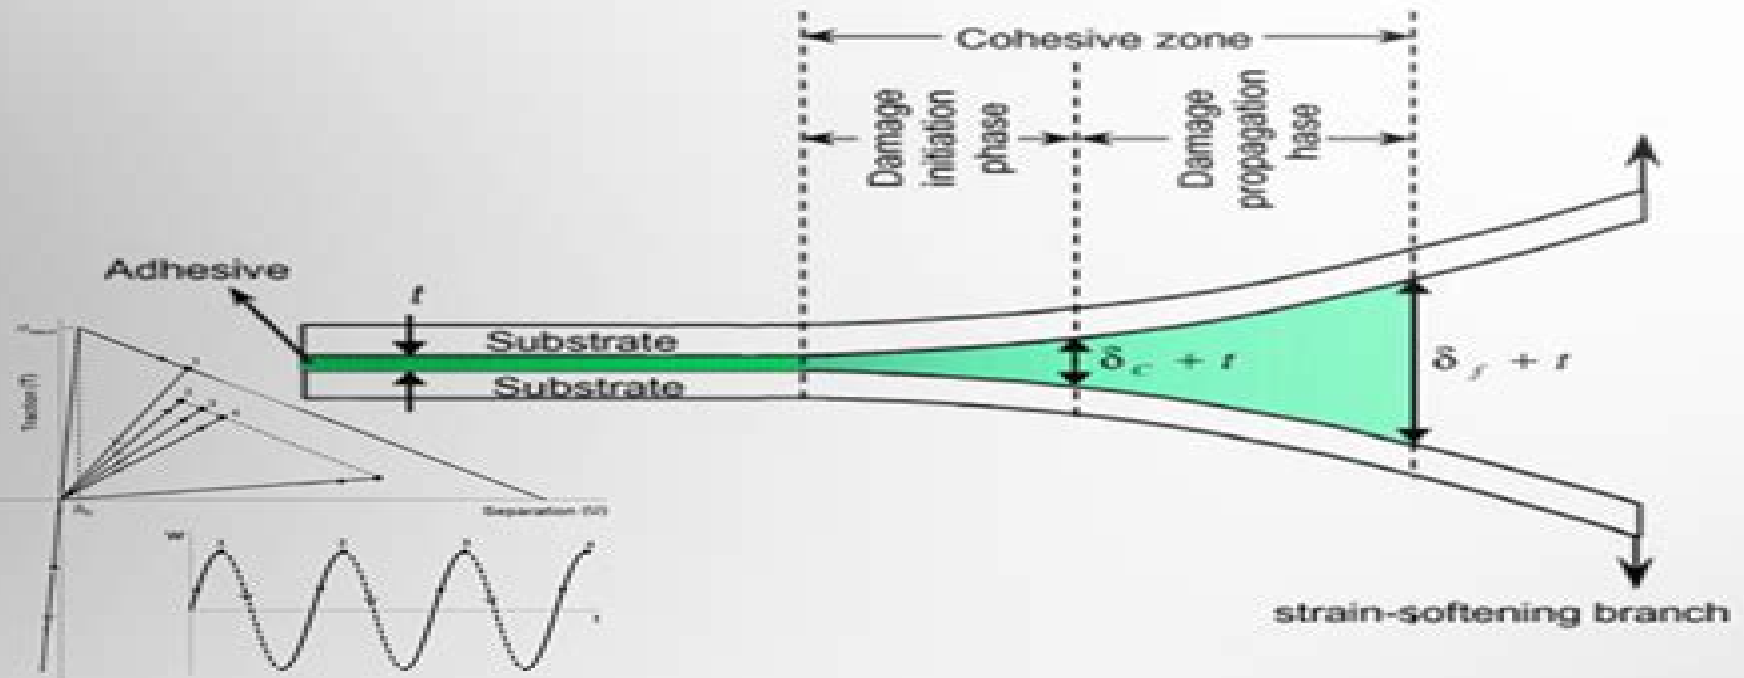 Cohesive zone
Damage
initiation
phase
Damage
propagation
hase
Adhesive
t
Substrate
Substrate
δc + t
δf + t
Separation
strain-softening branch